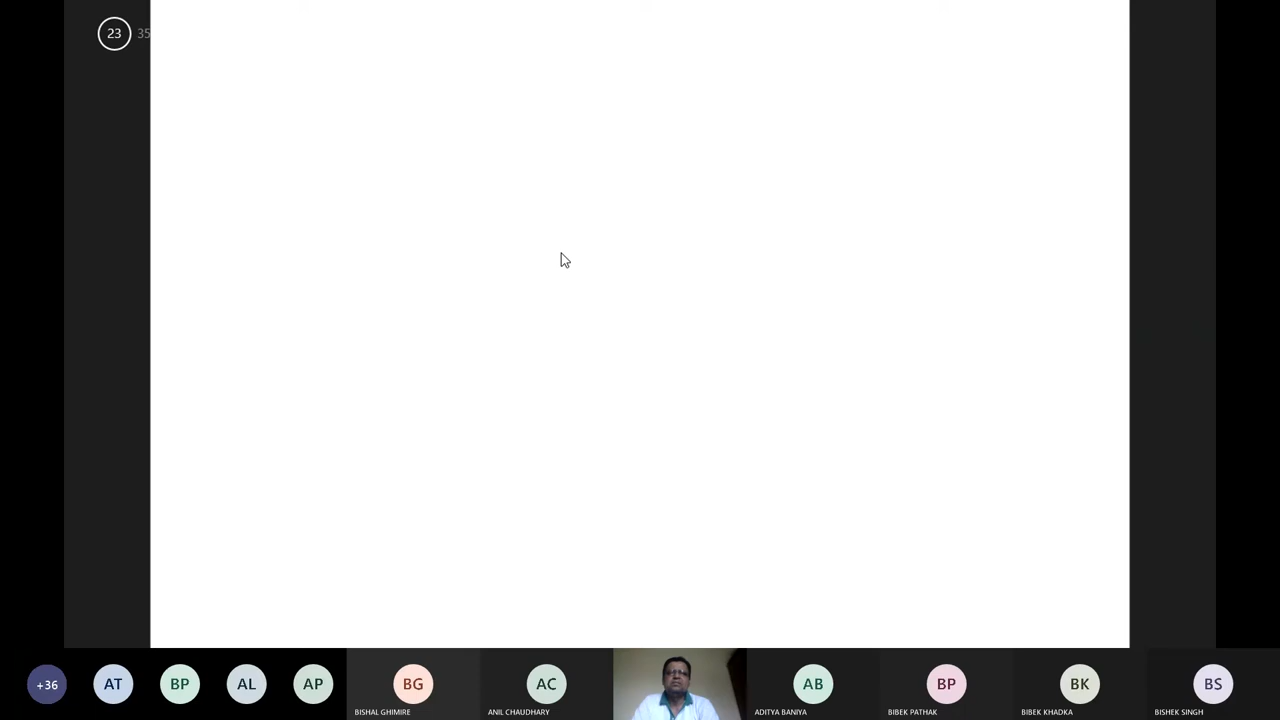 23 35
+36 AT BP AL AP BG AC AB BP BK BS
BISHAL GHIMIRE ANIL CHAUDHARY ADITYA BANIYA BIBEK PATHAK BIBEK KHADKA BISHEK SINGH